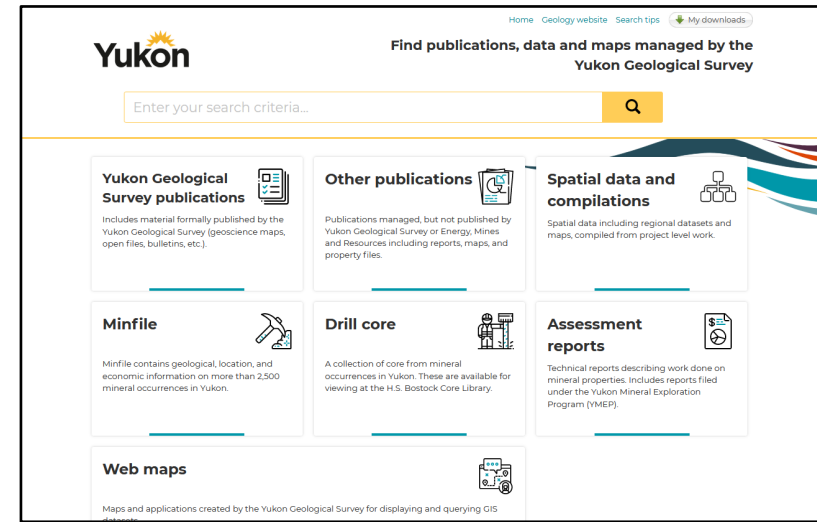 Home Geology website Search tips My downloads
Yukon
Find publications, data and maps managed by the
Yukon Geological Survey
Enter your search criteria...
Yukon Geological
Survey publications
Includes material formally published by the
Yukon Geological Survey (geoscience maps,
open files, bulletins, etc.).
Other publications
Publications managed, but not published by
Yukon Geological Survey or Energy, Mines
and Resources including reports, maps, and
property files.
Spatial data and
compilations
Spatial data including regional datasets and
maps, compiled from project level work.
Minfile
Minfile contains geological, location, and
economic information on more than 2,500
mineral occurrences in Yukon.
Drill core
A collection of core from mineral
occurrences in Yukon. These are available for
viewing at the H.S. Bostock Core Library.
Assessment
reports
Technical reports describing work done on
mineral properties. Includes reports filed
under the Yukon Mineral Exploration
Program (YMEP).
Web maps
Maps and applications created by the Yukon Geological Survey for displaying and querying GIS
datasets.